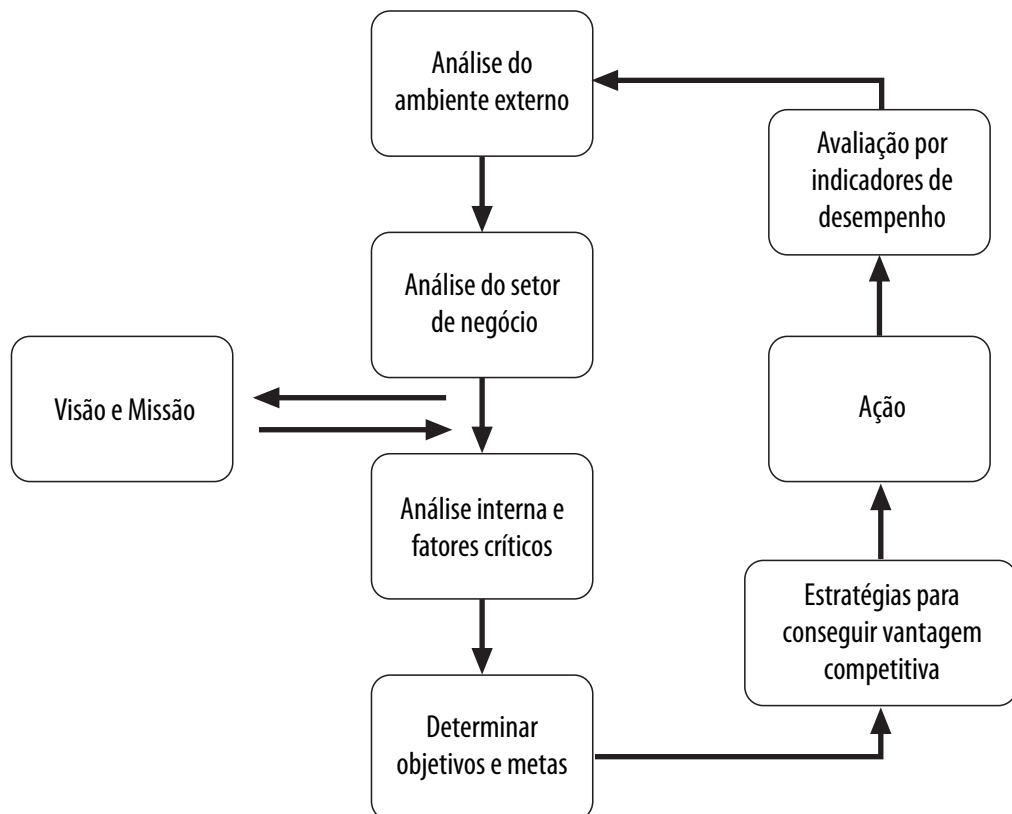 Análise do
ambiente externo
Análise do setor
de negócio
Visão e Missão
Análise interna e
fatores críticos
Determinar
objetivos e metas
Estratégias para
conseguir vantagem
competitiva
Ação
Avaliação por
indicadores de
desempenho